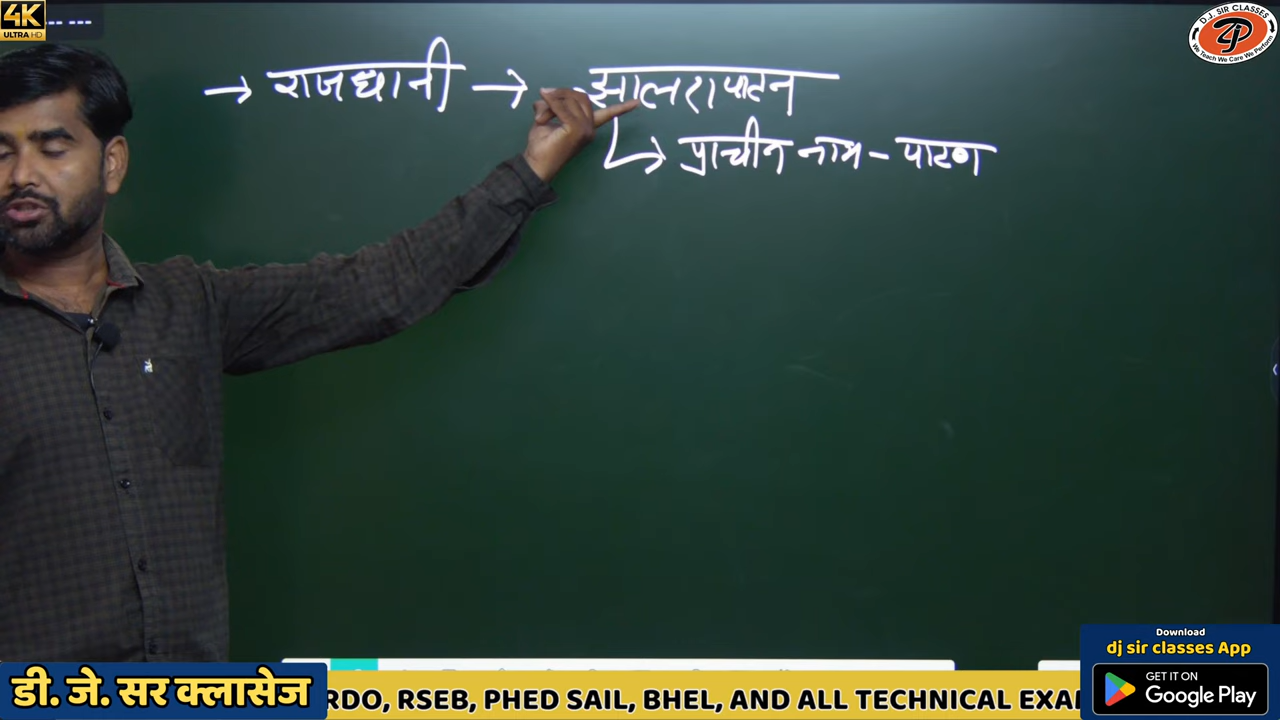 4K
ULTRA HD
D.J. SIR CLASSES
We Teach We Care We Perform
→ राजधानी → झालरापाटन
→ प्राचीन नाम - पाटण
Download
dj sir classes App
GET IT ON
Google Play
डी. जे. सर क्लासेज
RDO, RSEB, PHED SAIL, BHEL, AND ALL TECHNICAL EXA